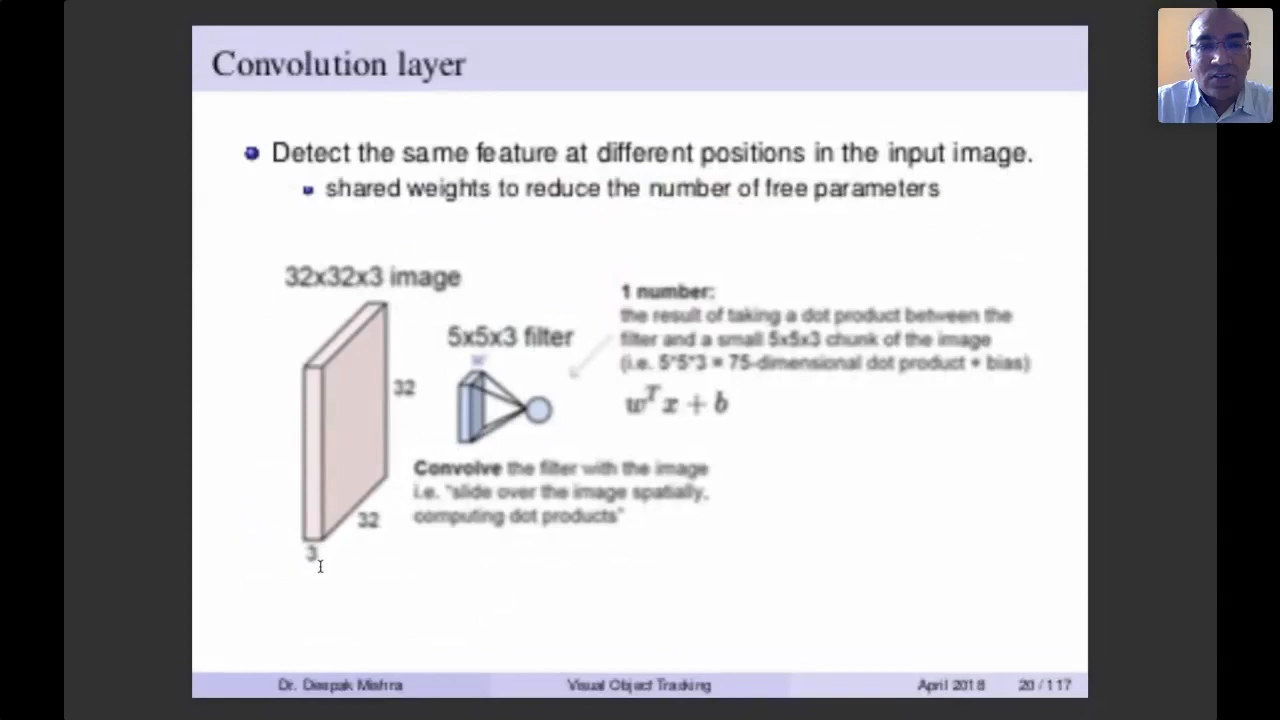 Convolution layer
Detect the same feature at different positions in the input image.
shared weights to reduce the number of free parameters
32x32x3 image
5x5x3 filter
w
32
32
3
1 number:
the result of taking a dot product between the
filter and a small 5x5x3 chunk of the image
(i.e. 5*5*3 = 75-dimensional dot product + bias)
w^T x + b
Convolve the filter with the image
i.e. "slide over the image spatially,
computing dot products"
Dr. Deepak Mishra
Visual Object Tracking
April 2018
20 / 117